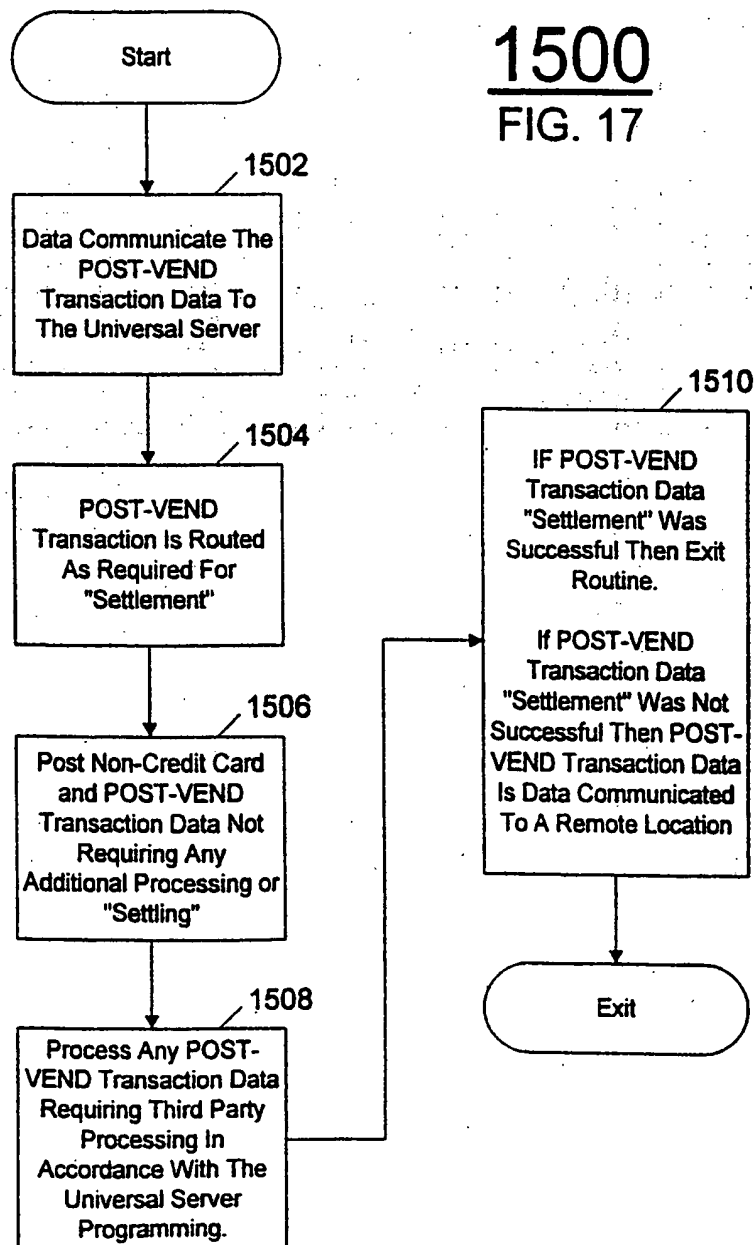 Start
1500
FIG. 17
1502
Data Communicate The
POST-VEND
Transaction Data To
The Universal Server
1504
POST-VEND
Transaction Is Routed
As Required For
"Settlement"
1506
Post Non-Credit Card
and POST-VEND
Transaction Data Not
Requiring Any
Additional Processing or
"Settling"
1508
Process Any POST-
VEND Transaction Data
Requiring Third Party
Processing In
Accordance With The
Universal Server
Programming.
1510
IF POST-VEND
Transaction Data
"Settlement" Was
Successful Then Exit
Routine.
If POST-VEND
Transaction Data
"Settlement" Was Not
Successful Then POST-
VEND Transaction Data
Is Data Communicated
To A Remote Location
Exit